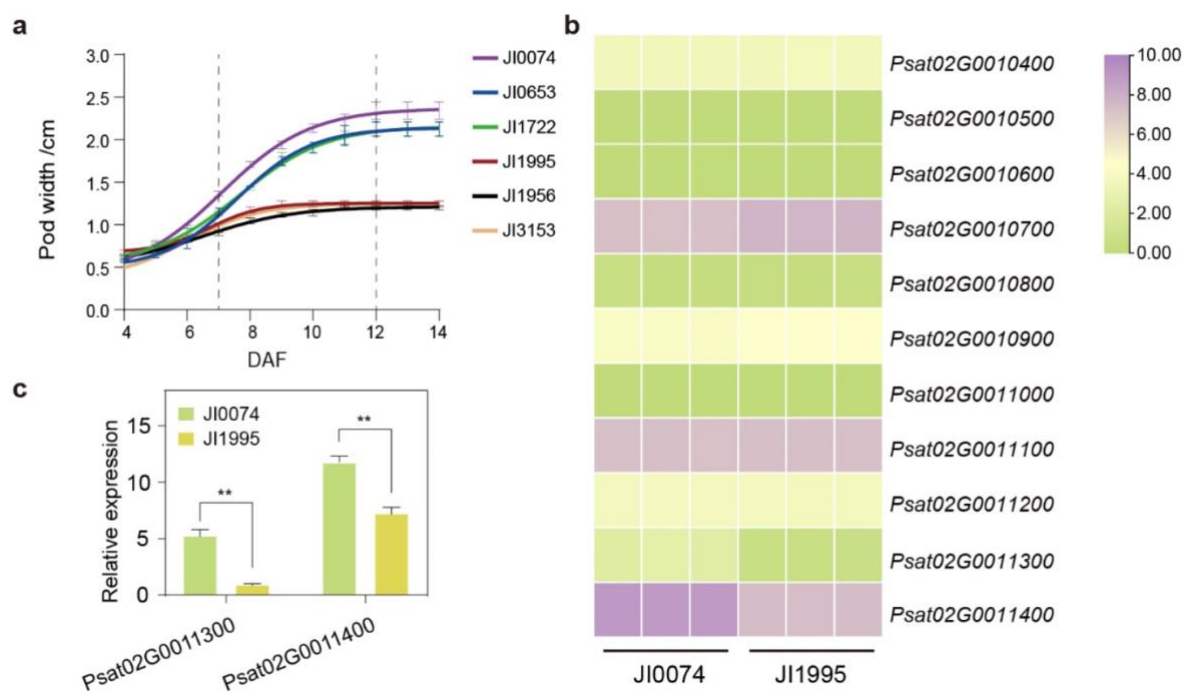 a
3.0
2.5
2.0
1.5
1.0
0.5
0.0
Pod width /cm
4 6 8 10 12 14
DAF
JI0074
JI0653
JI1722
JI1995
JI1956
JI3153
b
Psat02G0010400
Psat02G0010500
Psat02G0010600
Psat02G0010700
Psat02G0010800
Psat02G0010900
Psat02G0011000
Psat02G0011100
Psat02G0011200
Psat02G0011300
Psat02G0011400
JI0074 JI1995
10.00
8.00
6.00
4.00
2.00
0.00
c
JI0074
JI1995
Relative expression
15
10
5
0
**
**
Psat02G0011300
Psat02G0011400